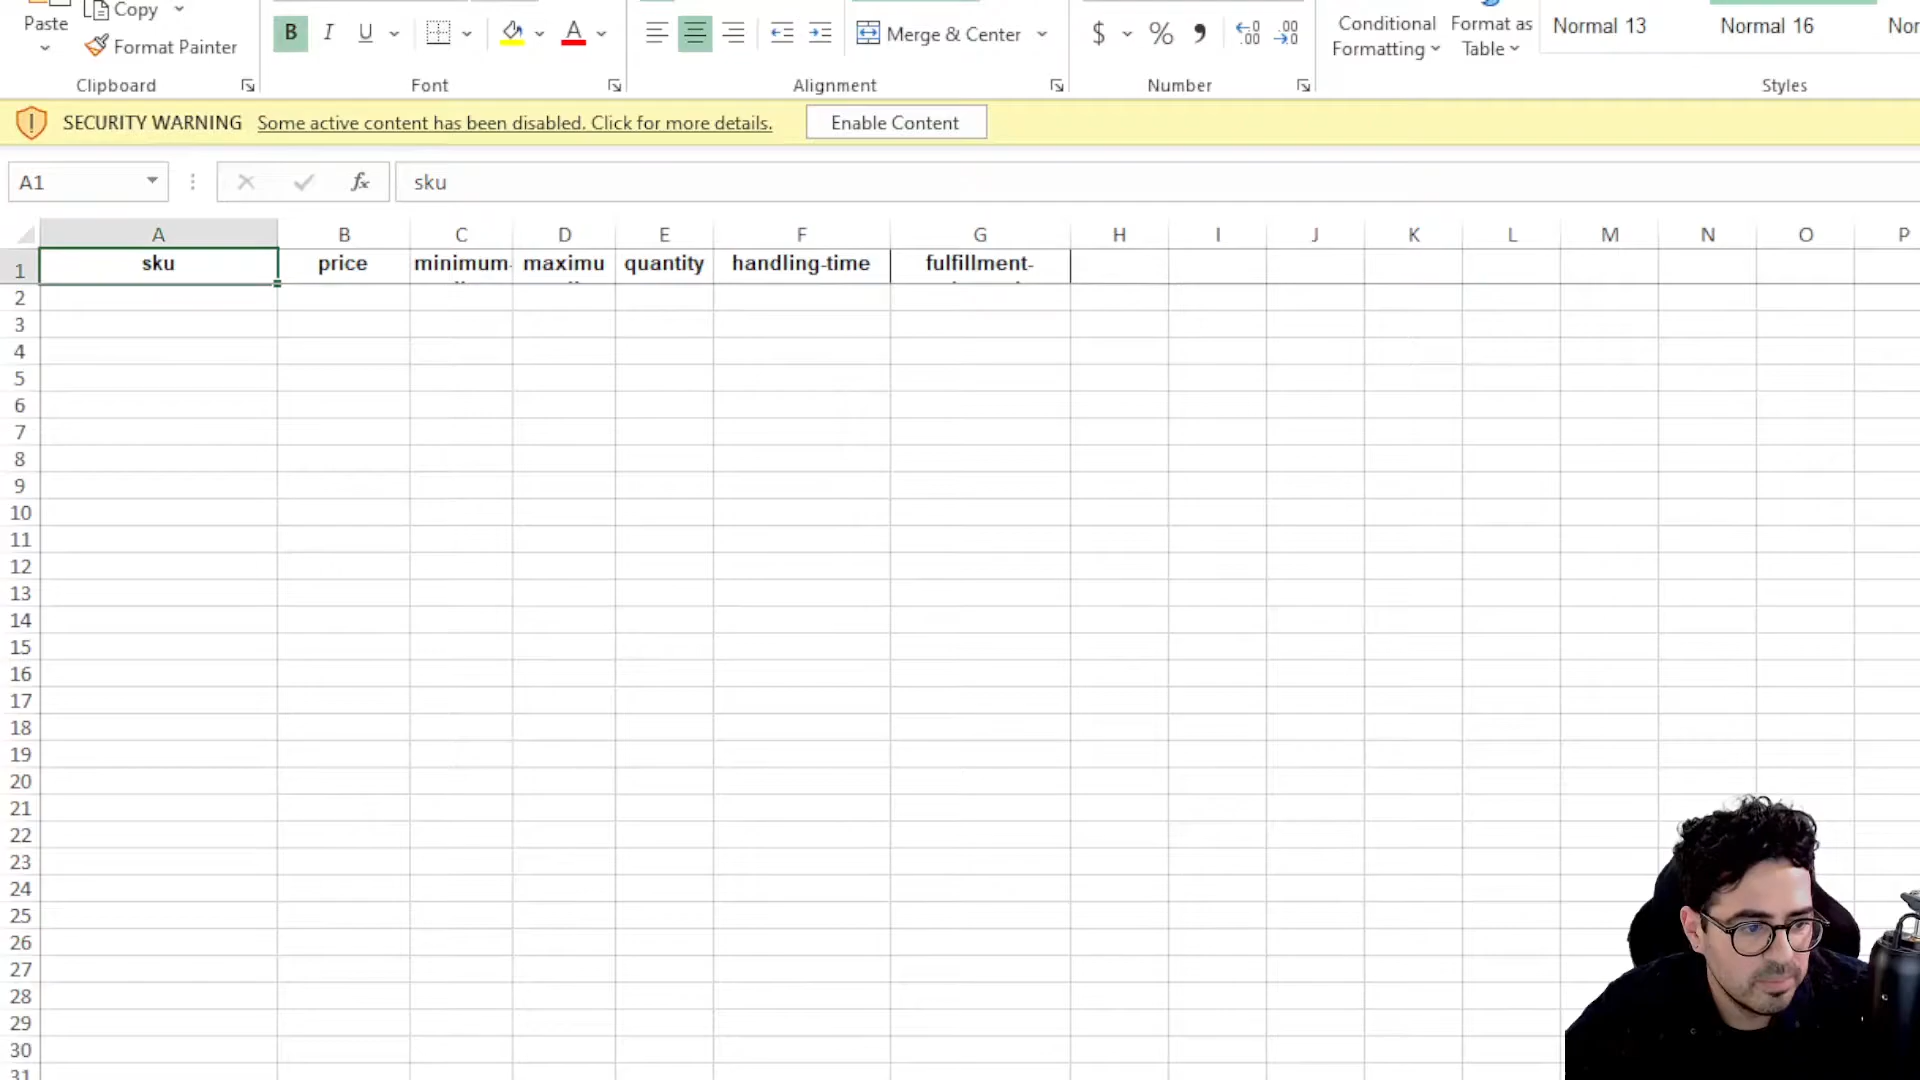 Paste
Copy
Format Painter
B I U
A
Merge & Center
$ % 9
Conditional
Formatting
Format as
Table
Normal 13
Normal 16
Clipboard
Font
Alignment
Number
Styles
SECURITY WARNING Some active content has been disabled. Click for more details. Enable Content
A1 fx sku
A B C D E F G H I J K L M N O P
1 sku price minimum- maximu quantity handling-time fulfillment-
2
3
4
5
6
7
8
9
10
11
12
13
14
15
16
17
18
19
20
21
22
23
24
25
26
27
28
29
30
31